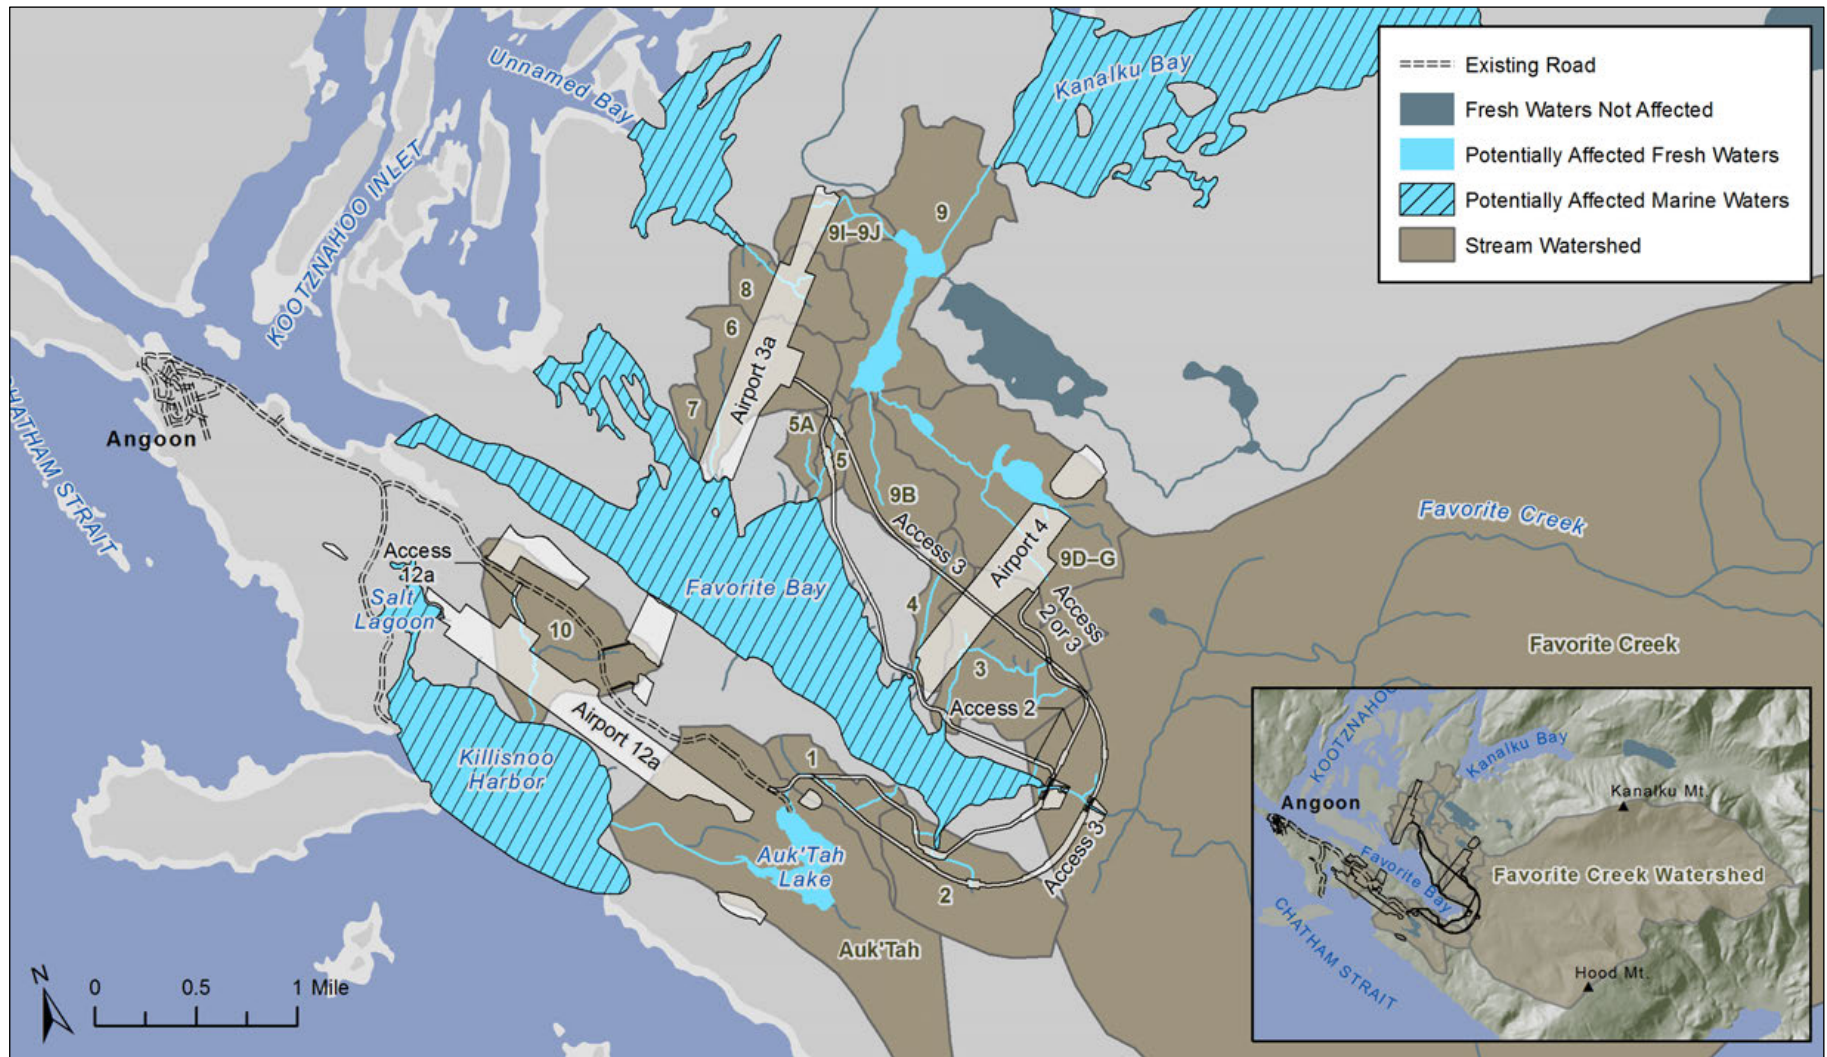 Unnamed Bay
Kanalku Bay
Existing Road
Fresh Waters Not Affected
Potentially Affected Fresh Waters
Potentially Affected Marine Waters
Stream Watershed
KOOTZNAHOO INLET
9
9I–9J
8
6
Airport 3a
7
5A
5
Angoon
CHATHAM STRAIT
9B
Access 3
Airport 4
9D–G
Favorite Creek
Access
12a
Salt
Lagoon
Favorite Bay
4
Access
2 or 3
10
3
Favorite Creek
Access 2
Airport 12a
Killisnoo
Harbor
1
Auk'Tah
Lake
Access 3
2
Auk'Tah
KOOTZNAHOO
Kanalku Bay
Kanalku Mt.
Angoon
Favorite Bay
Favorite Creek Watershed
CHATHAM STRAIT
Hood Mt.
N
0 0.5 1 Mile